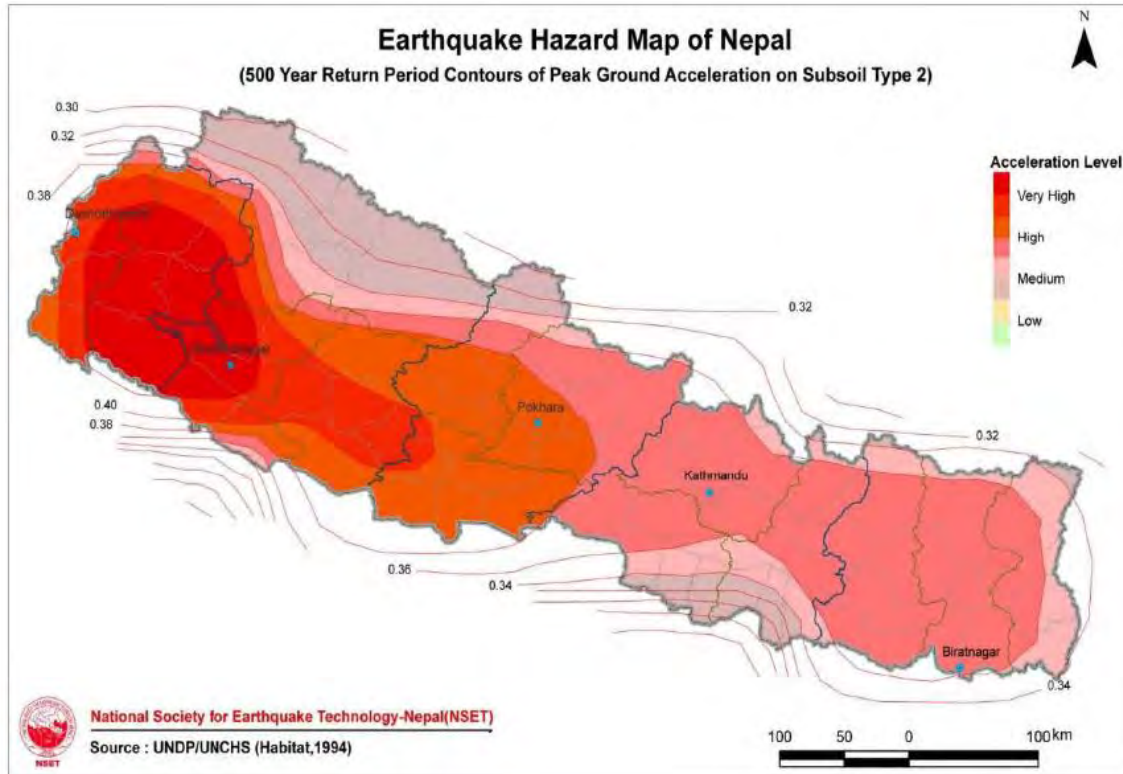 Earthquake Hazard Map of Nepal
(500 Year Return Period Contours of Peak Ground Acceleration on Subsoil Type 2)
N
0.30
0.32
0.38
Acceleration Level
Very High
High
Medium
Low
0.32
0.40
0.38
Pokhara
0.32
Kathmandu
0.36
0.34
Biratnagar
0.34
National Society for Earthquake Technology-Nepal(NSET)
Source : UNDP/UNCHS (Habitat,1994)
NSET
100 50 0 100 km